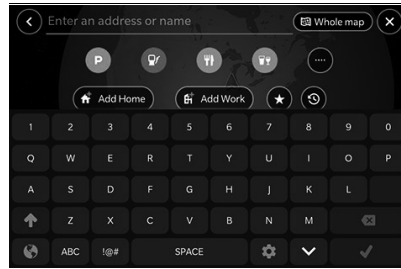 Enter an address or name Whole map
P
Add Home Add Work
1 2 3 4 5 6 7 8 9 0
Q W E R T Y U I O P
A S D F G H J K L
Z X C V B N M
ABC !@# SPACE